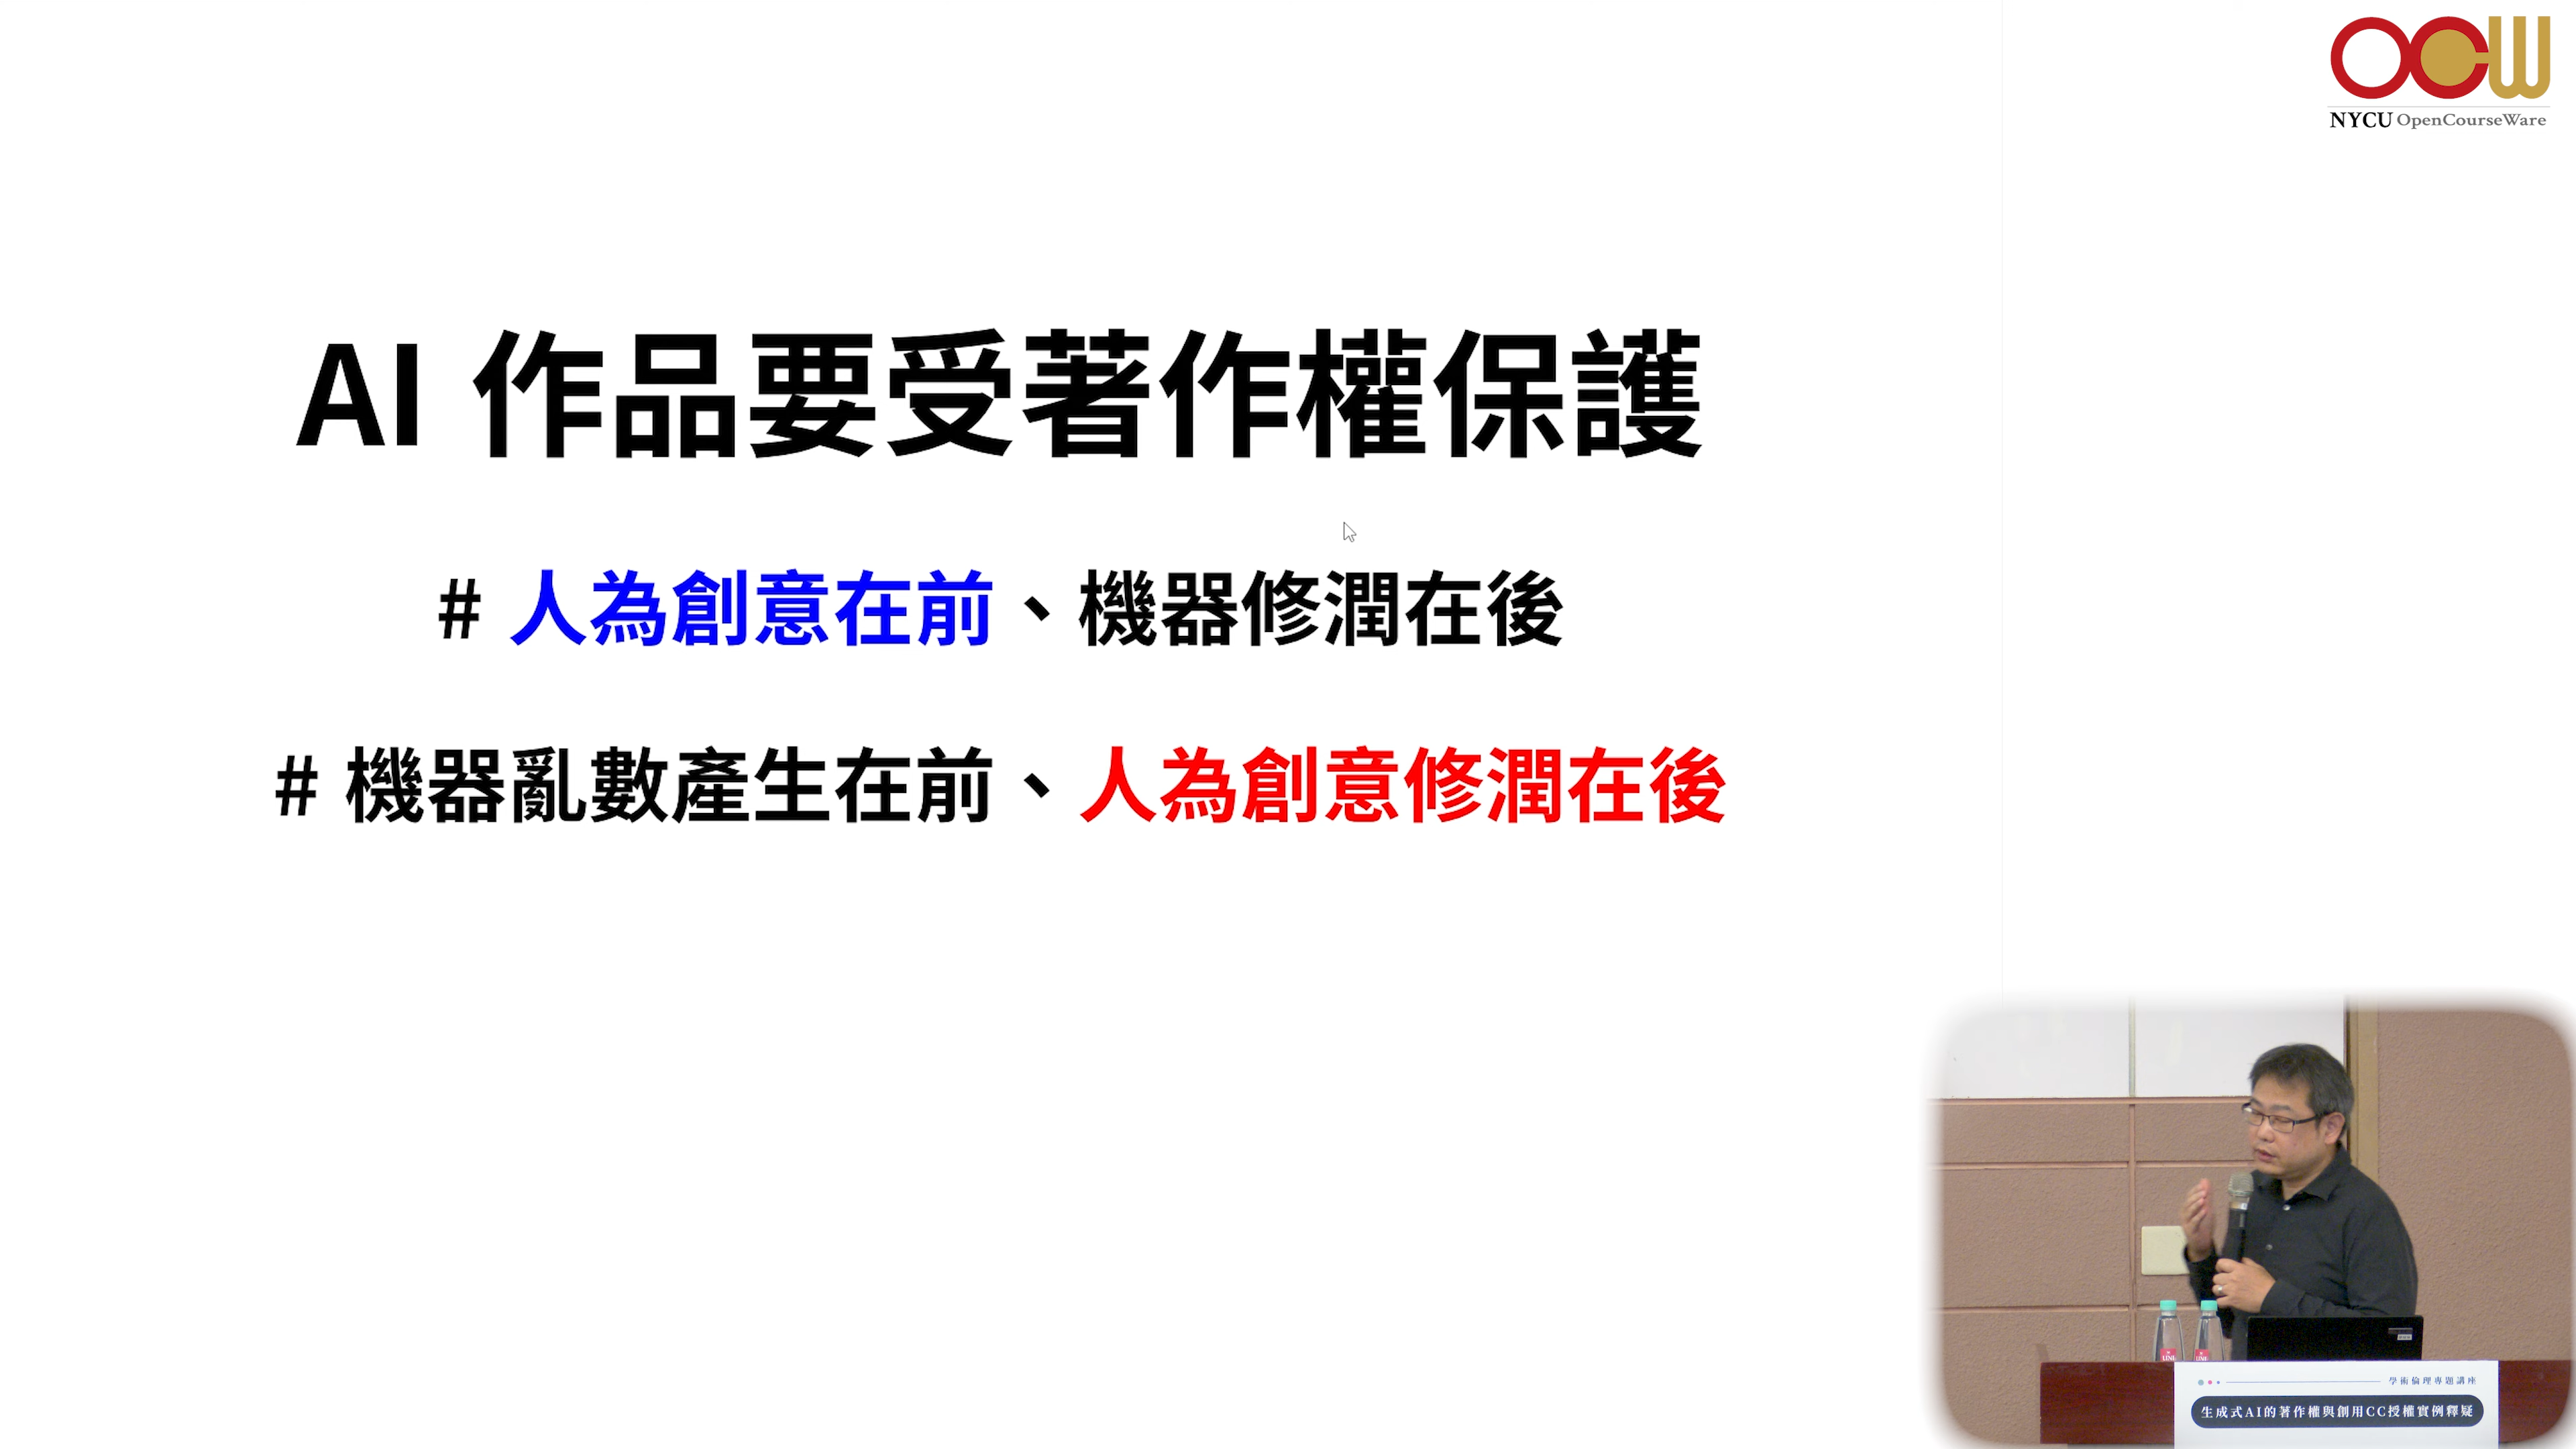 OCW
NYCU OpenCourseWare
AI 作品要受著作權保護
# 人為創意在前、機器修潤在後
# 機器亂數產生在前、人為創意修潤在後
學術倫理專題講座
生成式AI的著作權與創用CC授權實例釋疑